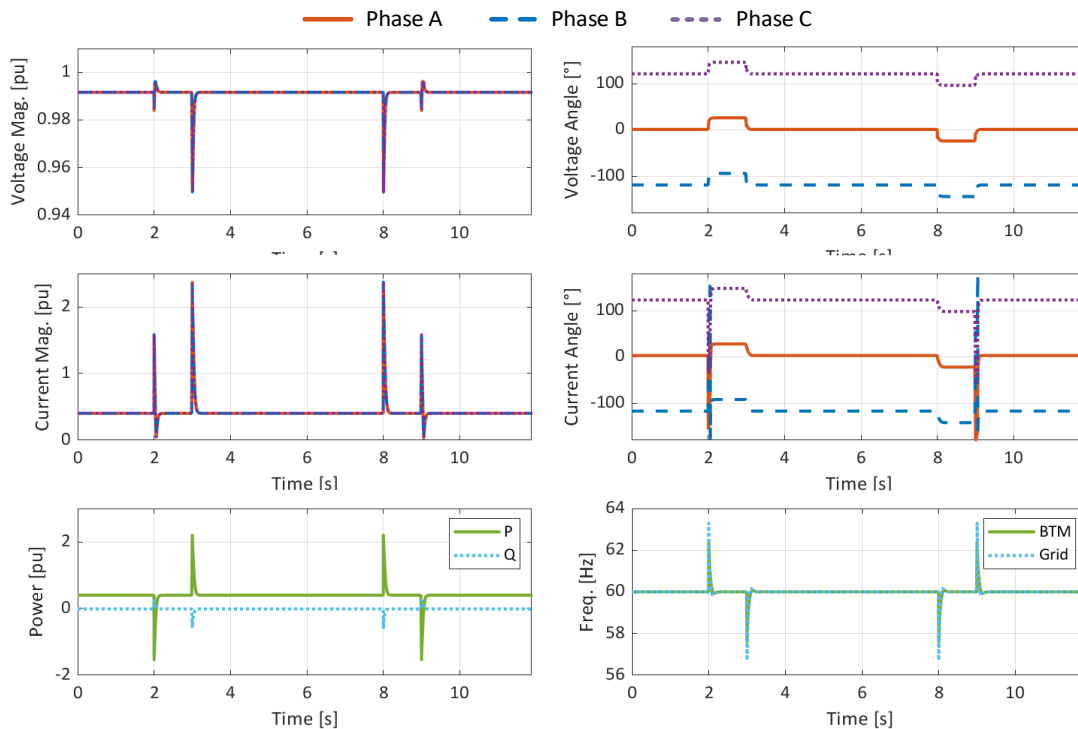 Phase A Phase B Phase C
Voltage Mag. [pu]
1
0.98
0.96
0.94
0 2 4 6 8 10
Time [s]
Voltage Angle [°]
100
0
-100
0 2 4 6 8 10
Time [s]
Current Mag. [pu]
2
1
0
0 2 4 6 8 10
Time [s]
Current Angle [°]
100
0
-100
0 2 4 6 8 10
Time [s]
Power [pu]
2
0
-2
P
Q
0 2 4 6 8 10
Time [s]
Freq. [Hz]
64
62
60
58
56
BTM
Grid
0 2 4 6 8 10
Time [s]